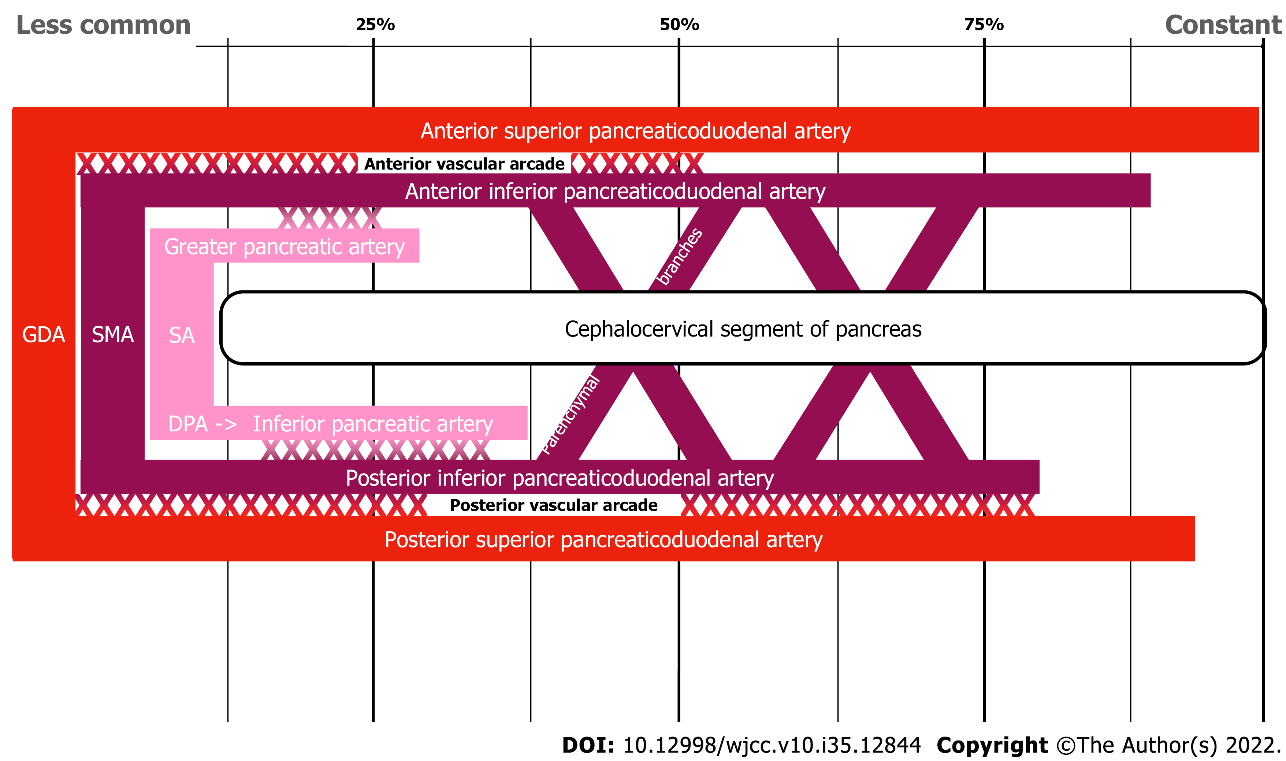 Less common 25% 50% 75% Constant
Anterior superior pancreaticoduodenal artery
Anterior vascular arcade
Anterior inferior pancreaticoduodenal artery
Greater pancreatic artery
branches
GDA SMA SA Cephalocervical segment of pancreas
Parenchymal
DPA -> Inferior pancreatic artery
Posterior inferior pancreaticoduodenal artery
Posterior vascular arcade
Posterior superior pancreaticoduodenal artery
DOI: 10.12998/wjcc.v10.i35.12844 Copyright ©The Author(s) 2022.